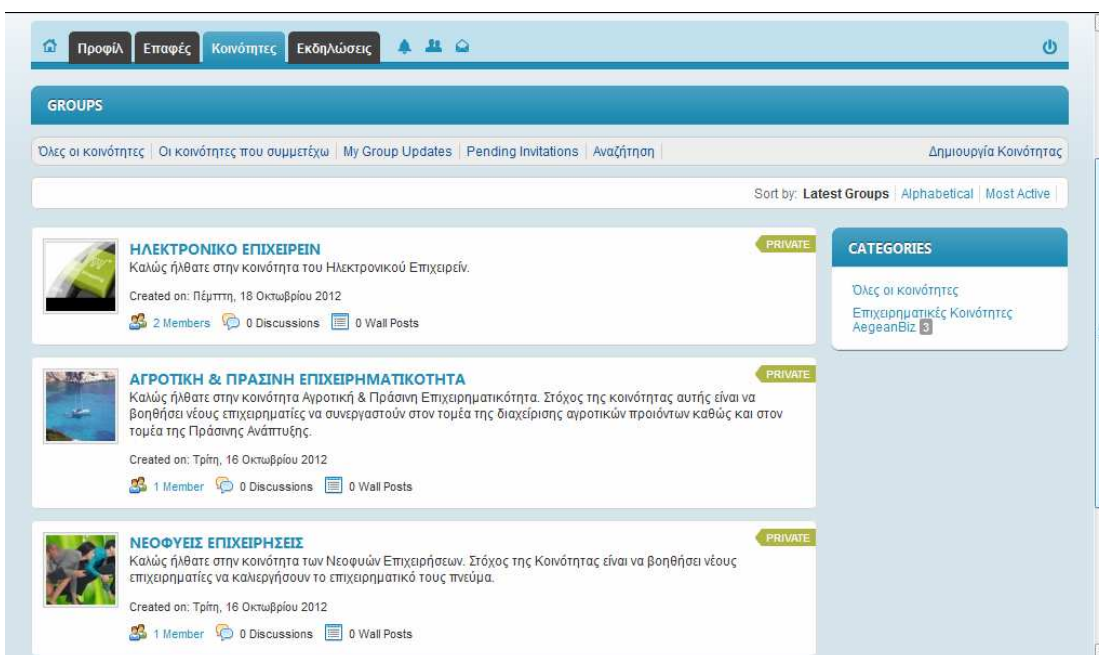 Προφίλ Επαφές Κοινότητες Εκδηλώσεις
GROUPS
Όλες οι κοινότητες Οι κοινότητες που συμμετέχω My Group Updates Pending Invitations Αναζήτηση Δημιουργία Κοινότητας
Sort by: Latest Groups Alphabetical Most Active
ΗΛΕΚΤΡΟΝΙΚΟ ΕΠΙΧΕΙΡΕΙΝ
PRIVATE
Καλώς ήλθατε στην κοινότητα του Ηλεκτρονικού Επιχειρείν.
Created on: Πέμπτη, 18 Οκτωβρίου 2012
2 Members 0 Discussions 0 Wall Posts
ΑΓΡΟΤΙΚΗ & ΠΡΑΣΙΝΗ ΕΠΙΧΕΙΡΗΜΑΤΙΚΟΤΗΤΑ
PRIVATE
Καλώς ήλθατε στην κοινότητα Αγροτική & Πράσινη Επιχειρηματικότητα. Στόχος της κοινότητας αυτής είναι να
βοηθήσει νέους επιχειρηματίες να συνεργαστούν στον τομέα της διαχείρισης αγροτικών προιόντων καθώς και στον
τομέα της Πράσινης Ανάπτυξης.
Created on: Τρίτη, 16 Οκτωβρίου 2012
1 Member 0 Discussions 0 Wall Posts
ΝΕΟΦΥΕΙΣ ΕΠΙΧΕΙΡΗΣΕΙΣ
PRIVATE
Καλώς ήλθατε στην κοινότητα των Νεοφυών Επιχειρήσεων. Στόχος της Κοινότητας είναι να βοηθήσει νέους
επιχειρηματίες να καλιεργήσουν το επιχειρηματικό τους πνεύμα.
Created on: Τρίτη, 16 Οκτωβρίου 2012
1 Member 0 Discussions 0 Wall Posts
CATEGORIES
Όλες οι κοινότητες
Επιχειρηματικές Κοινότητες
AegeanBiz 3